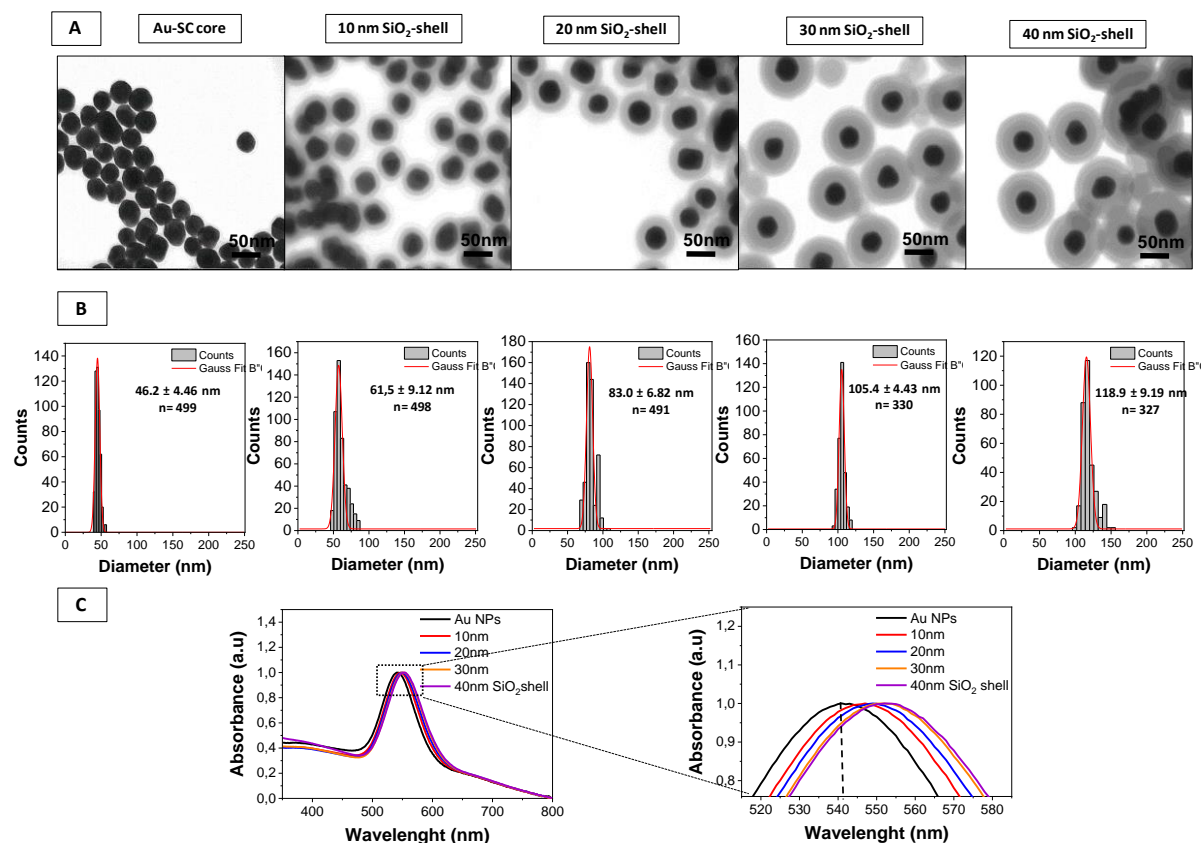 A
Au-SC core
10 nm SiO₂-shell
20 nm SiO₂-shell
30 nm SiO₂-shell
40 nm SiO₂-shell
50nm
50nm
50nm
50nm
50nm
B
Counts
140
120
100
80
60
40
20
0
Counts
Gauss Fit B"
46.2 ± 4.46 nm
n= 499
0 50 100 150 200 250
Diameter (nm)
Counts
160
140
120
100
80
60
40
20
0
Counts
Gauss Fit B"
61,5 ± 9.12 nm
n= 498
0 50 100 150 200 250
Diameter (nm)
Counts
180
160
140
120
100
80
60
40
20
0
Counts
Gauss Fit B"
83.0 ± 6.82 nm
n= 491
0 50 100 150 200 250
Diameter (nm)
Counts
160
140
120
100
80
60
40
20
0
Counts
Gauss Fit B"
105.4 ± 4.43 nm
n= 330
0 50 100 150 200 250
Diameter (nm)
Counts
120
100
80
60
40
20
0
Counts
Gauss Fit B"
118.9 ± 9.19 nm
n= 327
0 50 100 150 200 250
Diameter (nm)
C
Absorbance (a.u)
1,4
1,2
1,0
0,8
0,6
0,4
0,2
0,0
Au NPs
10nm
20nm
30nm
40nm SiO₂shell
400 500 600 700 800
Wavelenght (nm)
Absorbance (a.u)
1,2
1,1
1,0
0,9
0,8
Au NPs
10nm
20nm
30nm
40nm SiO₂ shell
520 530 540 550 560 570 580
Wavelenght (nm)